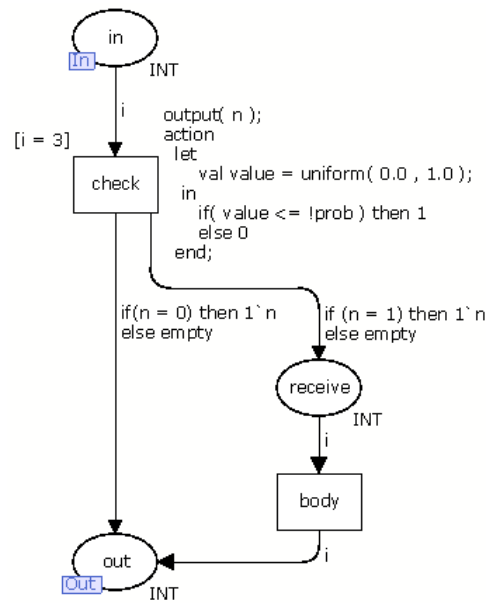 in
In
INT
i
[i = 3]
check
output( n );
action
let
val value = uniform( 0.0 , 1.0 );
in
if( value <= !prob ) then 1
else 0
end;
if(n = 0) then 1`n
else empty
if (n = 1) then 1`n
else empty
receive
INT
i
body
i
out
Out
INT